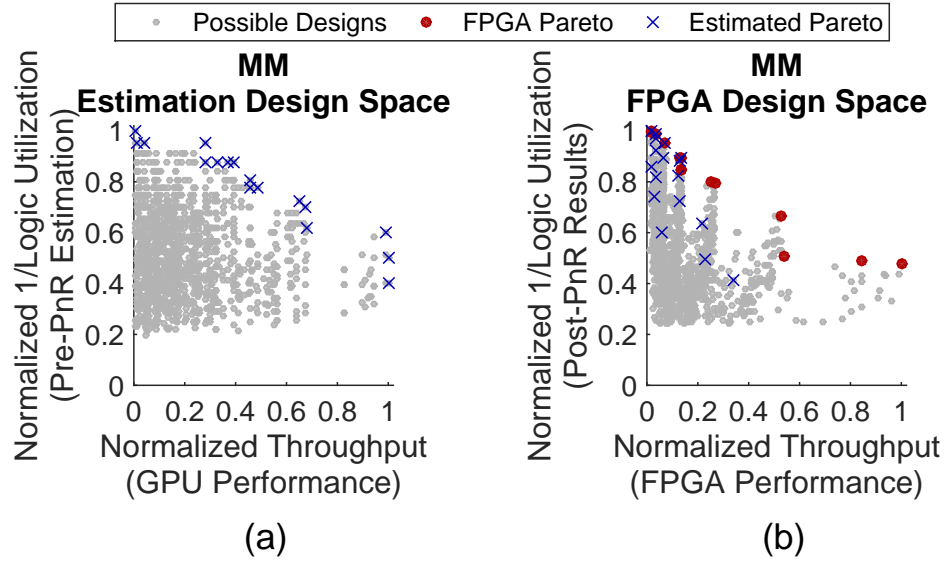 Possible Designs FPGA Pareto Estimated Pareto
MM
Estimation Design Space
Normalized 1/Logic Utilization
(Pre-PnR Estimation)
1
0.8
0.6
0.4
0.2
0
0 0.2 0.4 0.6 0.8 1
Normalized Throughput
(GPU Performance)
(a)
MM
FPGA Design Space
Normalized 1/Logic Utilization
(Post-PnR Results)
1
0.8
0.6
0.4
0.2
0
0 0.2 0.4 0.6 0.8 1
Normalized Throughput
(FPGA Performance)
(b)